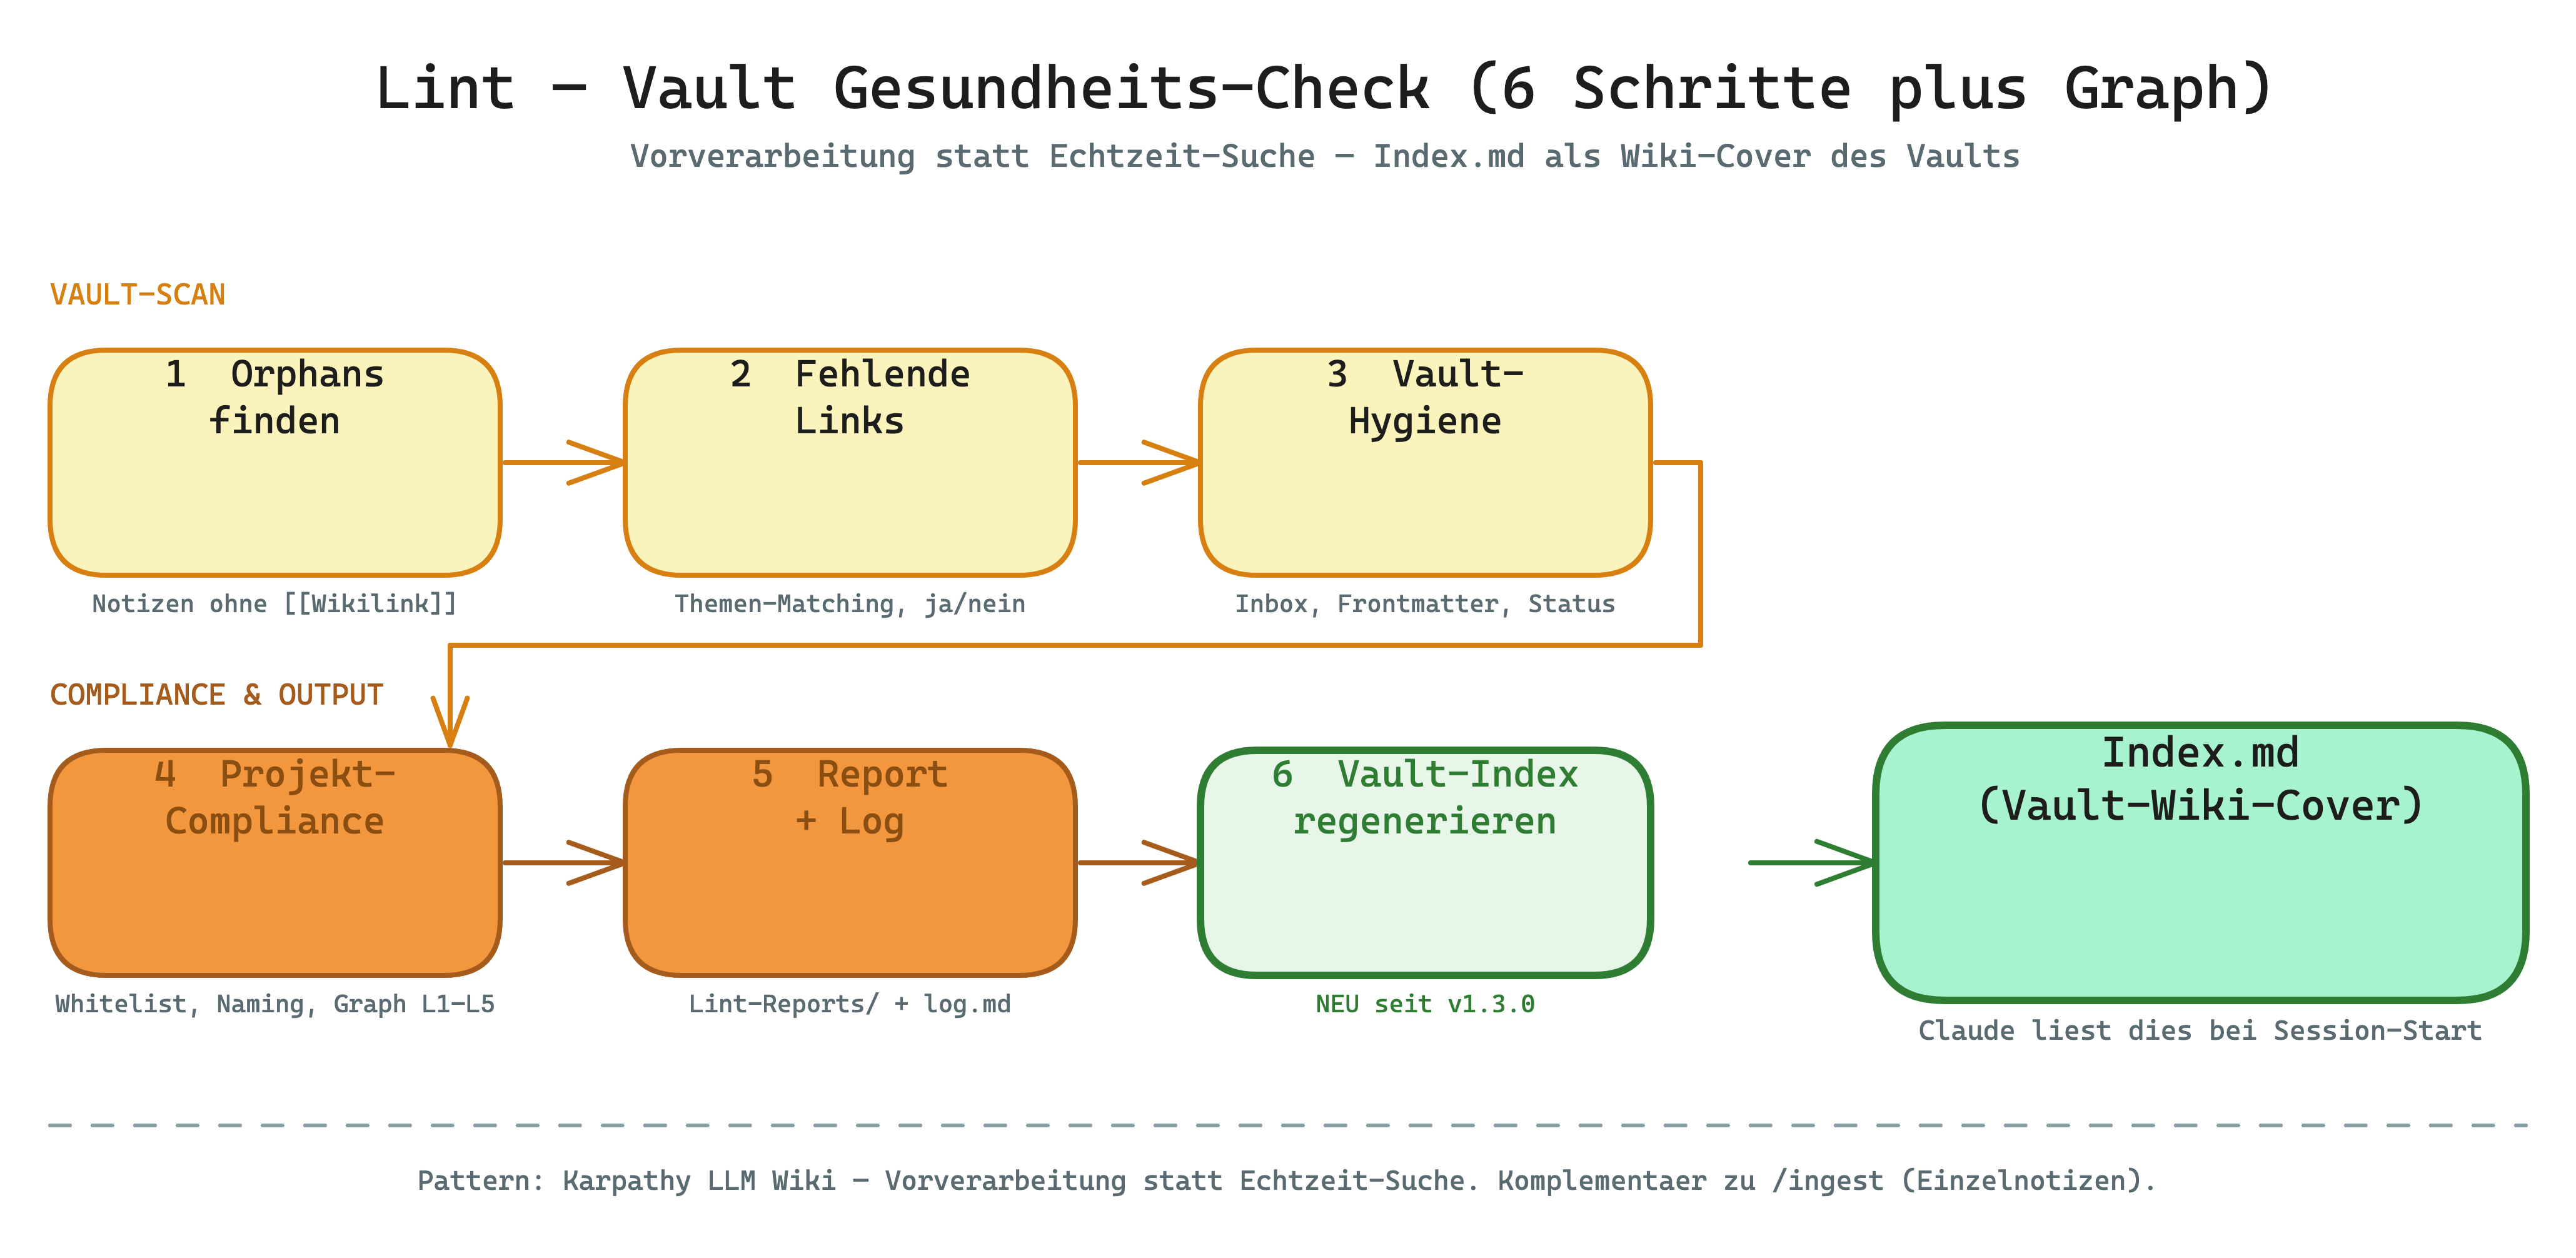 Lint – Vault Gesundheits-Check (6 Schritte plus Graph)
Vorverarbeitung statt Echtzeit-Suche – Index.md als Wiki-Cover des Vaults
VAULT-SCAN
1  Orphans
finden
2  Fehlende
Links
3  Vault-
Hygiene
Notizen ohne [[Wikilink]]
Themen-Matching, ja/nein
Inbox, Frontmatter, Status
COMPLIANCE & OUTPUT
4  Projekt-
Compliance
5  Report
+ Log
6  Vault-Index
regenerieren
Index.md
(Vault-Wiki-Cover)
Whitelist, Naming, Graph L1-L5
Lint-Reports/ + log.md
NEU seit v1.3.0
Claude liest dies bei Session-Start
Pattern: Karpathy LLM Wiki – Vorverarbeitung statt Echtzeit-Suche. Komplementaer zu /ingest (Einzelnotizen).